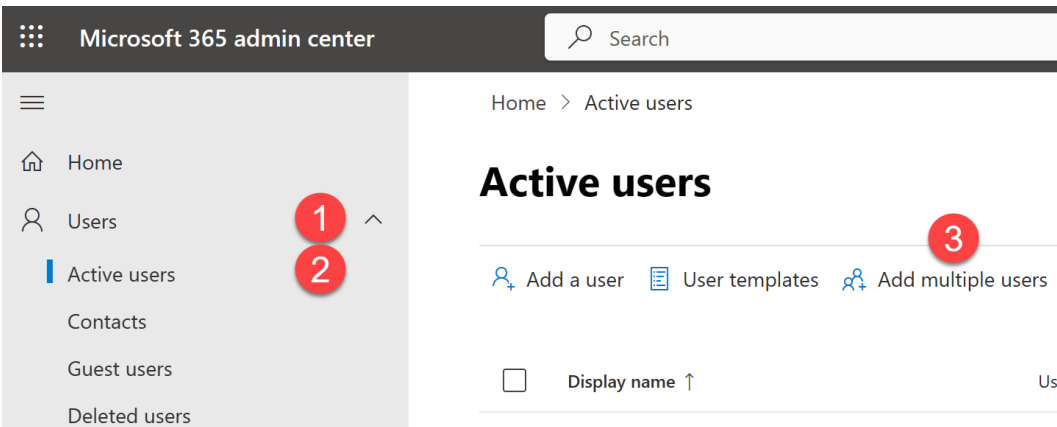 Microsoft 365 admin center
Search
Home
Users
1
Active users
2
Contacts
Guest users
Deleted users
Home > Active users
Active users
3
Add a user User templates Add multiple users
Display name ↑ Us